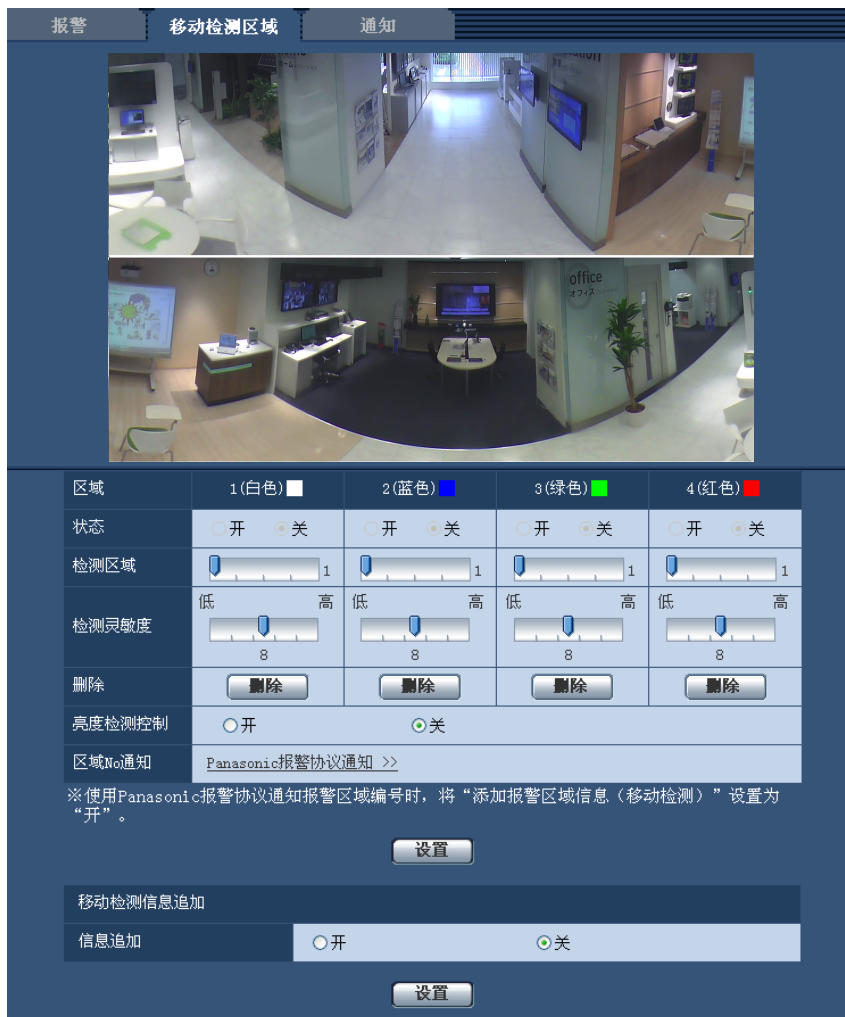 报警 移动检测区域 通知
office
オフィス
区域 1(白色) 2(蓝色) 3(绿色) 4(红色)
状态 开 关 开 关 开 关 开 关
检测区域 1 1 1 1
检测灵敏度 低 高 低 高 低 高 低 高
8 8 8 8
删除 删除 删除 删除 删除
亮度检测控制 开 关
区域No通知 Panasonic报警协议通知 >>
※使用Panasonic报警协议通知报警区域编号时，将“添加报警区域信息（移动检测）”设置为
“开”。
设置
移动检测信息追加
信息追加 开 关
设置